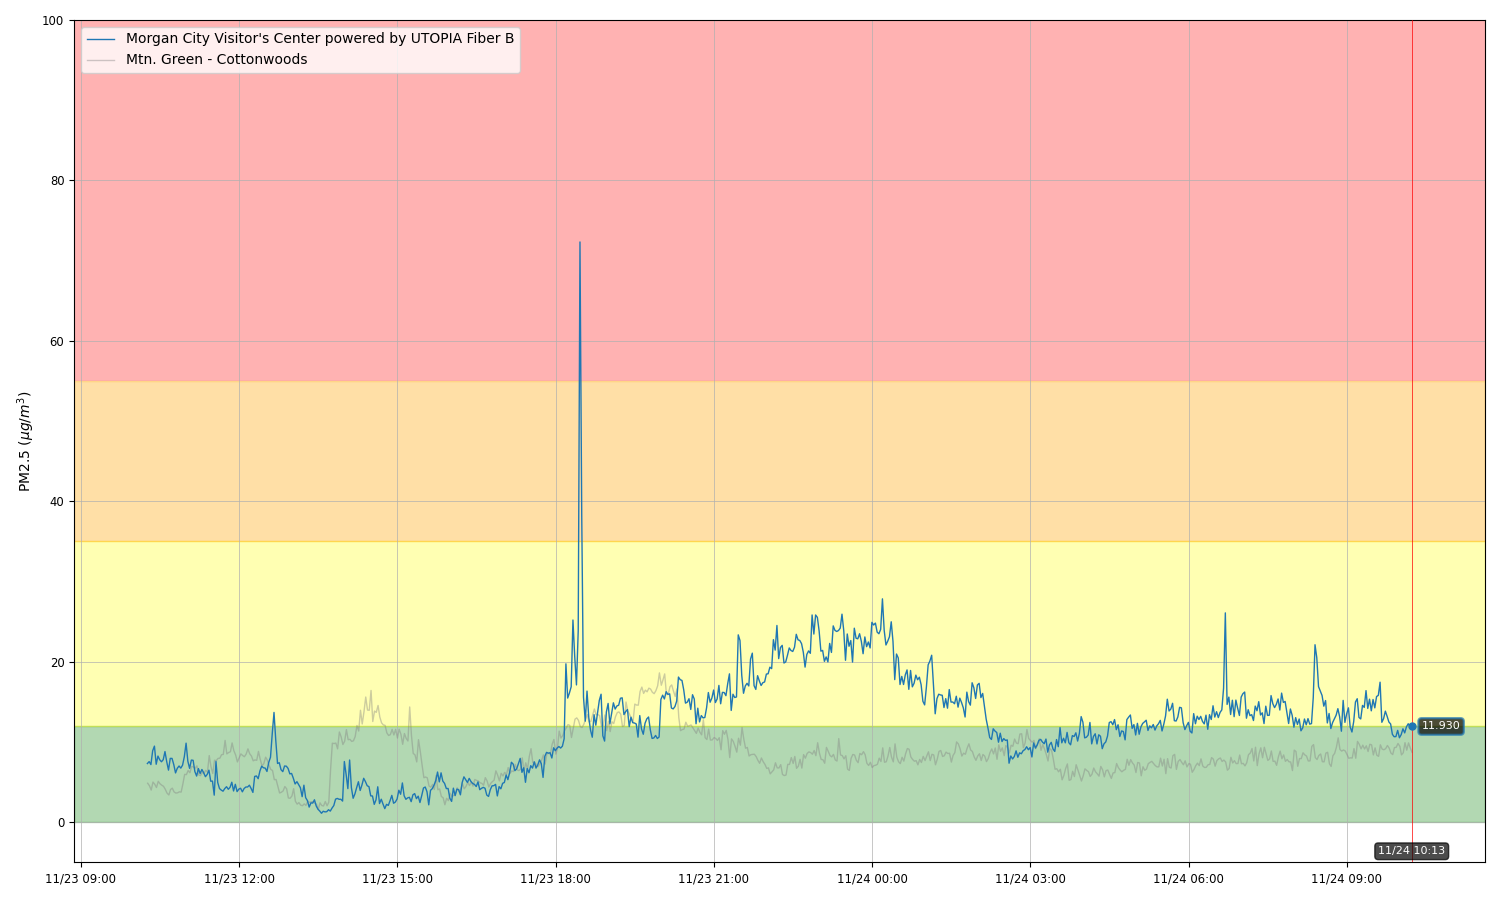 100
80
60
40
20
0
PM2.5 (μg/m³)
Morgan City Visitor's Center powered by UTOPIA Fiber B
Mtn. Green - Cottonwoods
11.930
11/24 10:13
11/23 09:00 11/23 12:00 11/23 15:00 11/23 18:00 11/23 21:00 11/24 00:00 11/24 03:00 11/24 06:00 11/24 09:00